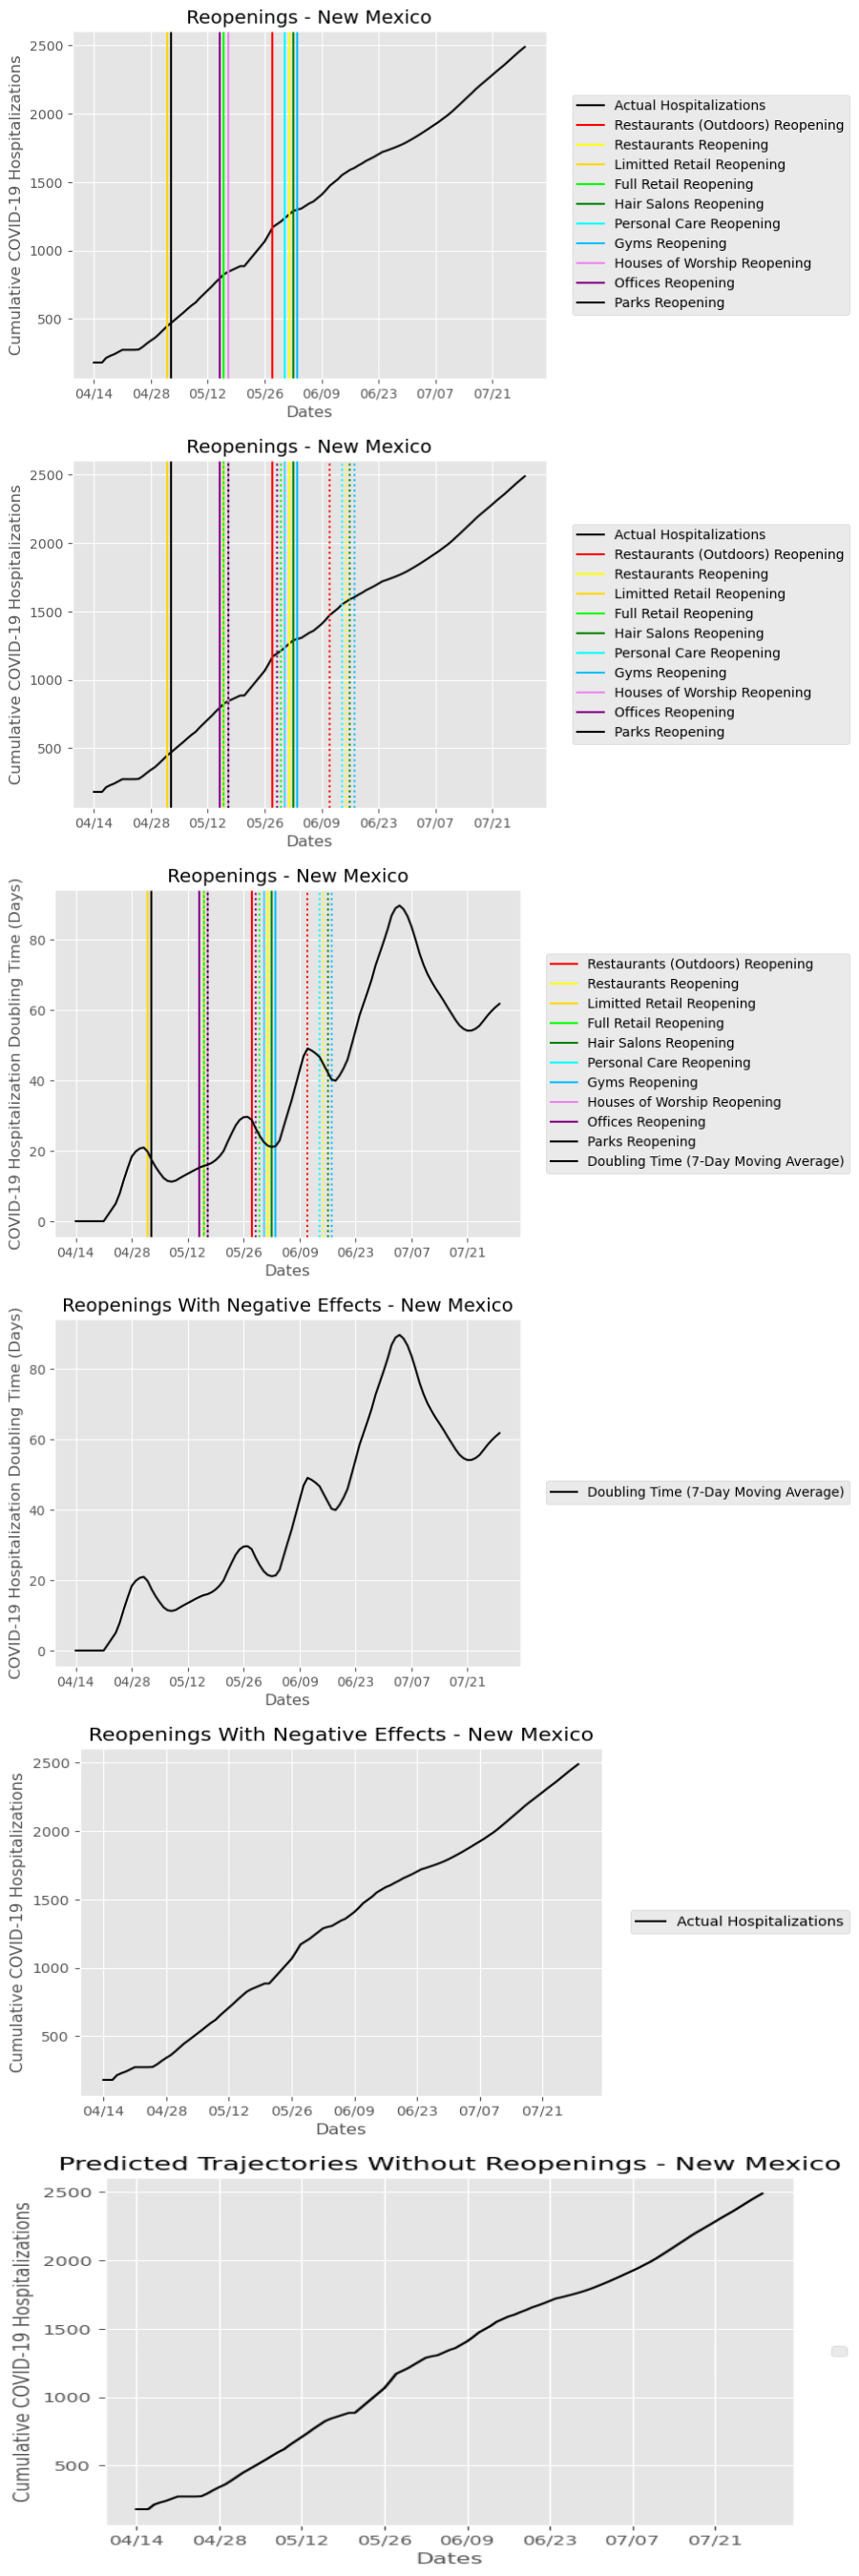 Reopenings - New Mexico
Cumulative COVID-19 Hospitalizations
2500
2000
1500
1000
500
04/14 04/28 05/12 05/26 06/09 06/23 07/07 07/21
Dates
Actual Hospitalizations
Restaurants (Outdoors) Reopening
Restaurants Reopening
Limitted Retail Reopening
Full Retail Reopening
Hair Salons Reopening
Personal Care Reopening
Gyms Reopening
Houses of Worship Reopening
Offices Reopening
Parks Reopening
Reopenings - New Mexico
Cumulative COVID-19 Hospitalizations
2500
2000
1500
1000
500
04/14 04/28 05/12 05/26 06/09 06/23 07/07 07/21
Dates
Actual Hospitalizations
Restaurants (Outdoors) Reopening
Restaurants Reopening
Limitted Retail Reopening
Full Retail Reopening
Hair Salons Reopening
Personal Care Reopening
Gyms Reopening
Houses of Worship Reopening
Offices Reopening
Parks Reopening
Reopenings - New Mexico
COVID-19 Hospitalization Doubling Time (Days)
80
60
40
20
0
04/14 04/28 05/12 05/26 06/09 06/23 07/07 07/21
Dates
Restaurants (Outdoors) Reopening
Restaurants Reopening
Limitted Retail Reopening
Full Retail Reopening
Hair Salons Reopening
Personal Care Reopening
Gyms Reopening
Houses of Worship Reopening
Offices Reopening
Parks Reopening
Doubling Time (7-Day Moving Average)
Reopenings With Negative Effects - New Mexico
COVID-19 Hospitalization Doubling Time (Days)
80
60
40
20
0
04/14 04/28 05/12 05/26 06/09 06/23 07/07 07/21
Dates
Doubling Time (7-Day Moving Average)
Reopenings With Negative Effects - New Mexico
Cumulative COVID-19 Hospitalizations
2500
2000
1500
1000
500
04/14 04/28 05/12 05/26 06/09 06/23 07/07 07/21
Dates
Actual Hospitalizations
Predicted Trajectories Without Reopenings - New Mexico
Cumulative COVID-19 Hospitalizations
2500
2000
1500
1000
500
04/14 04/28 05/12 05/26 06/09 06/23 07/07 07/21
Dates